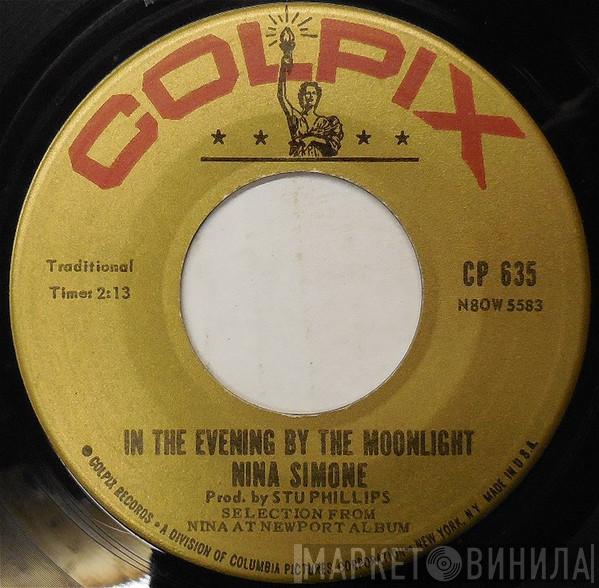 COLPIX
★ ★ ★ ★
Traditional
Time: 2:13
CP 635
N8OW 5583
IN THE EVENING BY THE MOONLIGHT
NINA SIMONE
Prod. by STU PHILLIPS
SELECTION FROM
NINA AT NEWPORT ALBUM
© COLPIX RECORDS • A DIVISION OF COLUMBIA PICTURES CORPORATION • NEW YORK, NY. MADE IN U.S.A.
МАРКЕТ ВИНИЛА